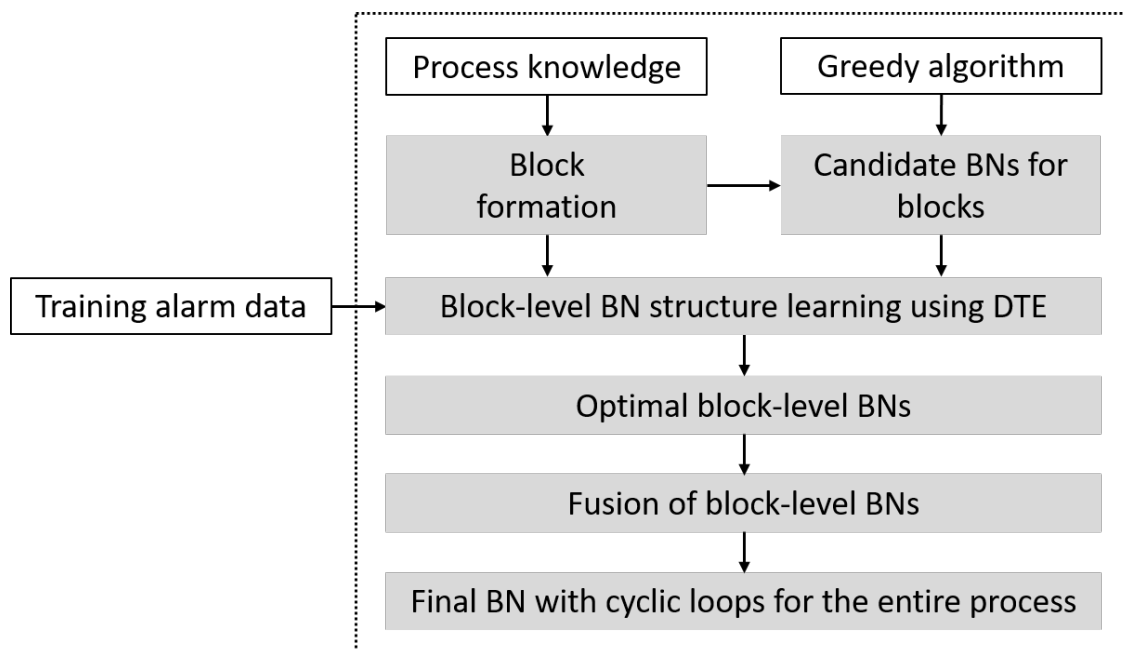 Process knowledge
Greedy algorithm
Block
formation
Candidate BNs for
blocks
Training alarm data
Block-level BN structure learning using DTE
Optimal block-level BNs
Fusion of block-level BNs
Final BN with cyclic loops for the entire process